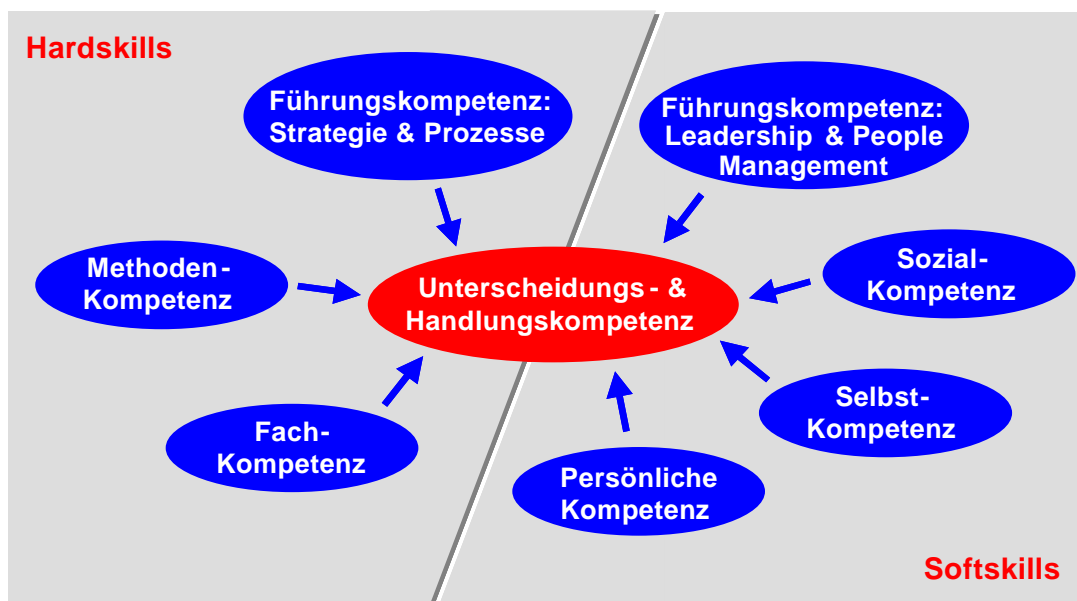 Hardskills
Führungskompetenz:
Strategie & Prozesse
Führungskompetenz:
Leadership & People
Management
Methoden-
Kompetenz
Unterscheidungs- &
Handlungskompetenz
Sozial-
Kompetenz
Fach-
Kompetenz
Selbst-
Kompetenz
Persönliche
Kompetenz
Softskills